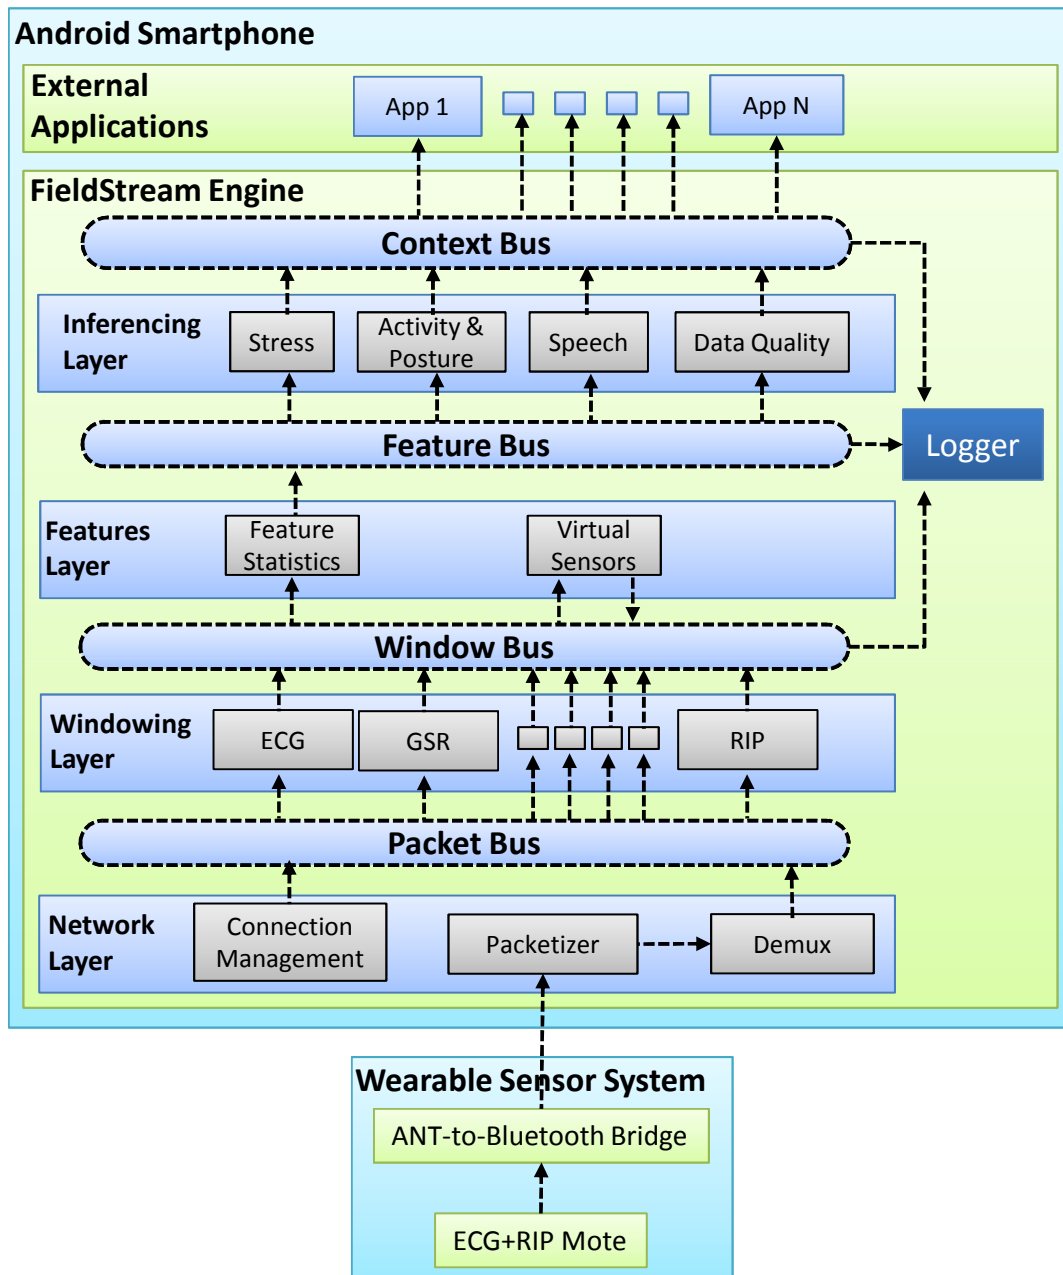 Android Smartphone
External
Applications
App 1
App N
FieldStream Engine
Context Bus
Inferencing
Layer
Stress
Activity &
Posture
Speech
Data Quality
Feature Bus
Logger
Features
Layer
Feature
Statistics
Virtual
Sensors
Window Bus
Windowing
Layer
ECG
GSR
RIP
Packet Bus
Network
Layer
Connection
Management
Packetizer
Demux
Wearable Sensor System
ANT-to-Bluetooth Bridge
ECG+RIP Mote